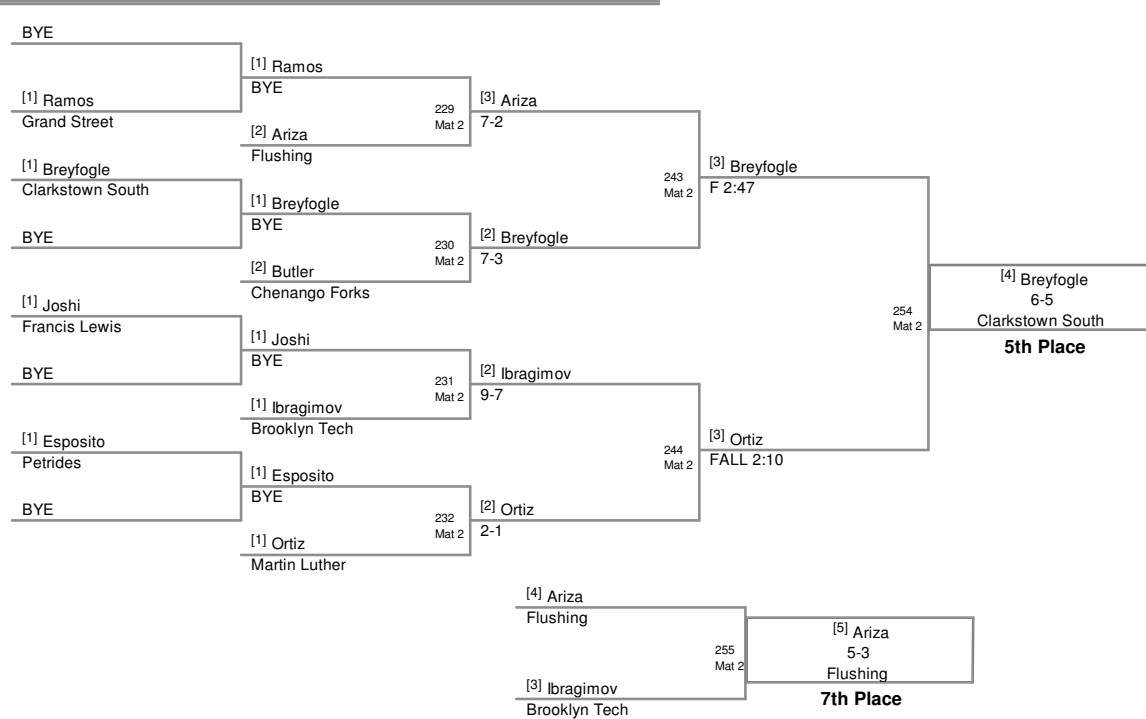 BYE
[1] Ramos
Grand Street
[1] Breyfogle
Clarkstown South
BYE
[1] Joshi
Francis Lewis
BYE
[1] Esposito
Petrides
BYE
[1] Ramos
BYE
[2] Ariza
Flushing
[1] Breyfogle
BYE
[2] Butler
Chenango Forks
[1] Joshi
BYE
[1] Ibragimov
Brooklyn Tech
[1] Esposito
BYE
[1] Ortiz
Martin Luther
229
Mat 2
230
Mat 2
231
Mat 2
232
Mat 2
[3] Ariza
7-2
[2] Breyfogle
7-3
[2] Ibragimov
9-7
[2] Ortiz
2-1
243
Mat 2
244
Mat 2
[3] Breyfogle
F 2:47
[3] Ortiz
FALL 2:10
254
Mat 2
[4] Breyfogle
6-5
Clarkstown South
5th Place
[4] Ariza
Flushing
[3] Ibragimov
Brooklyn Tech
255
Mat 2
[5] Ariza
5-3
Flushing
7th Place